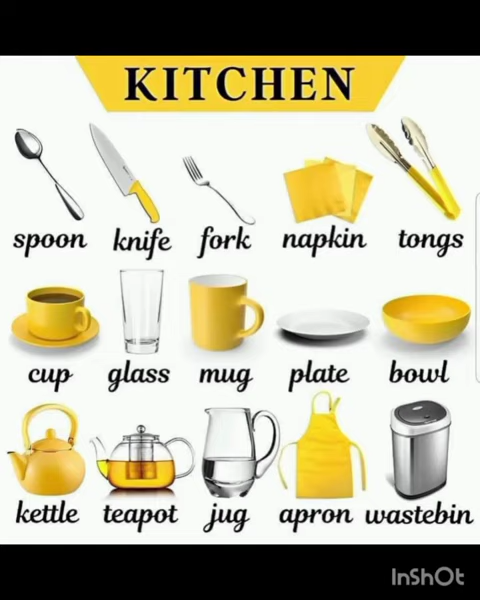 KITCHEN
spoon knife fork napkin tongs
cup glass mug plate bowl
kettle teapot jug apron wastebin
InShOt